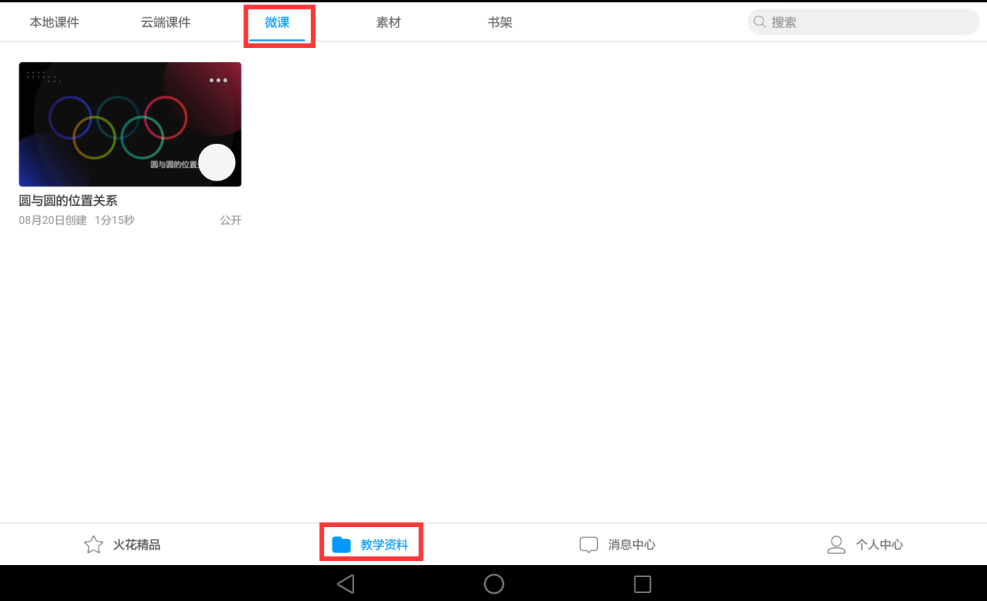 本地课件 云端课件 微课 素材 书架 搜索
圆与圆的位置
圆与圆的位置关系
08月20日创建 1分15秒 公开
火花精品 教学资料 消息中心 个人中心